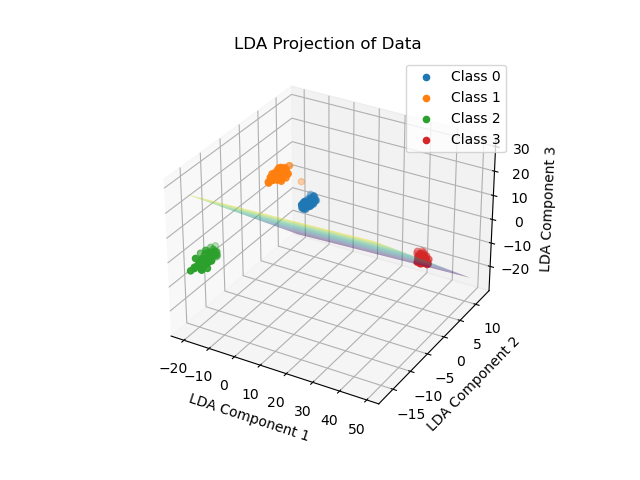 LDA Projection of Data
Class 0
Class 1
Class 2
Class 3
30
20
10
0
−10
−20
LDA Component 3
10
5
0
−5
−10
−15
LDA Component 2
−20
−10
0
10
20
30
40
50
LDA Component 1